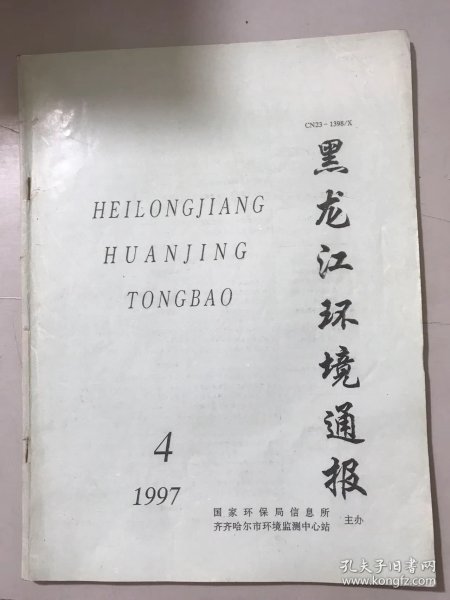 CN23-1398/X
黑龙江环境通报
HEILONGJIANG
HUANJING
TONGBAO
4
1997
国家环保局信息所
齐齐哈尔市环境监测中心站
主办
孔夫子旧书网
kongfz.com